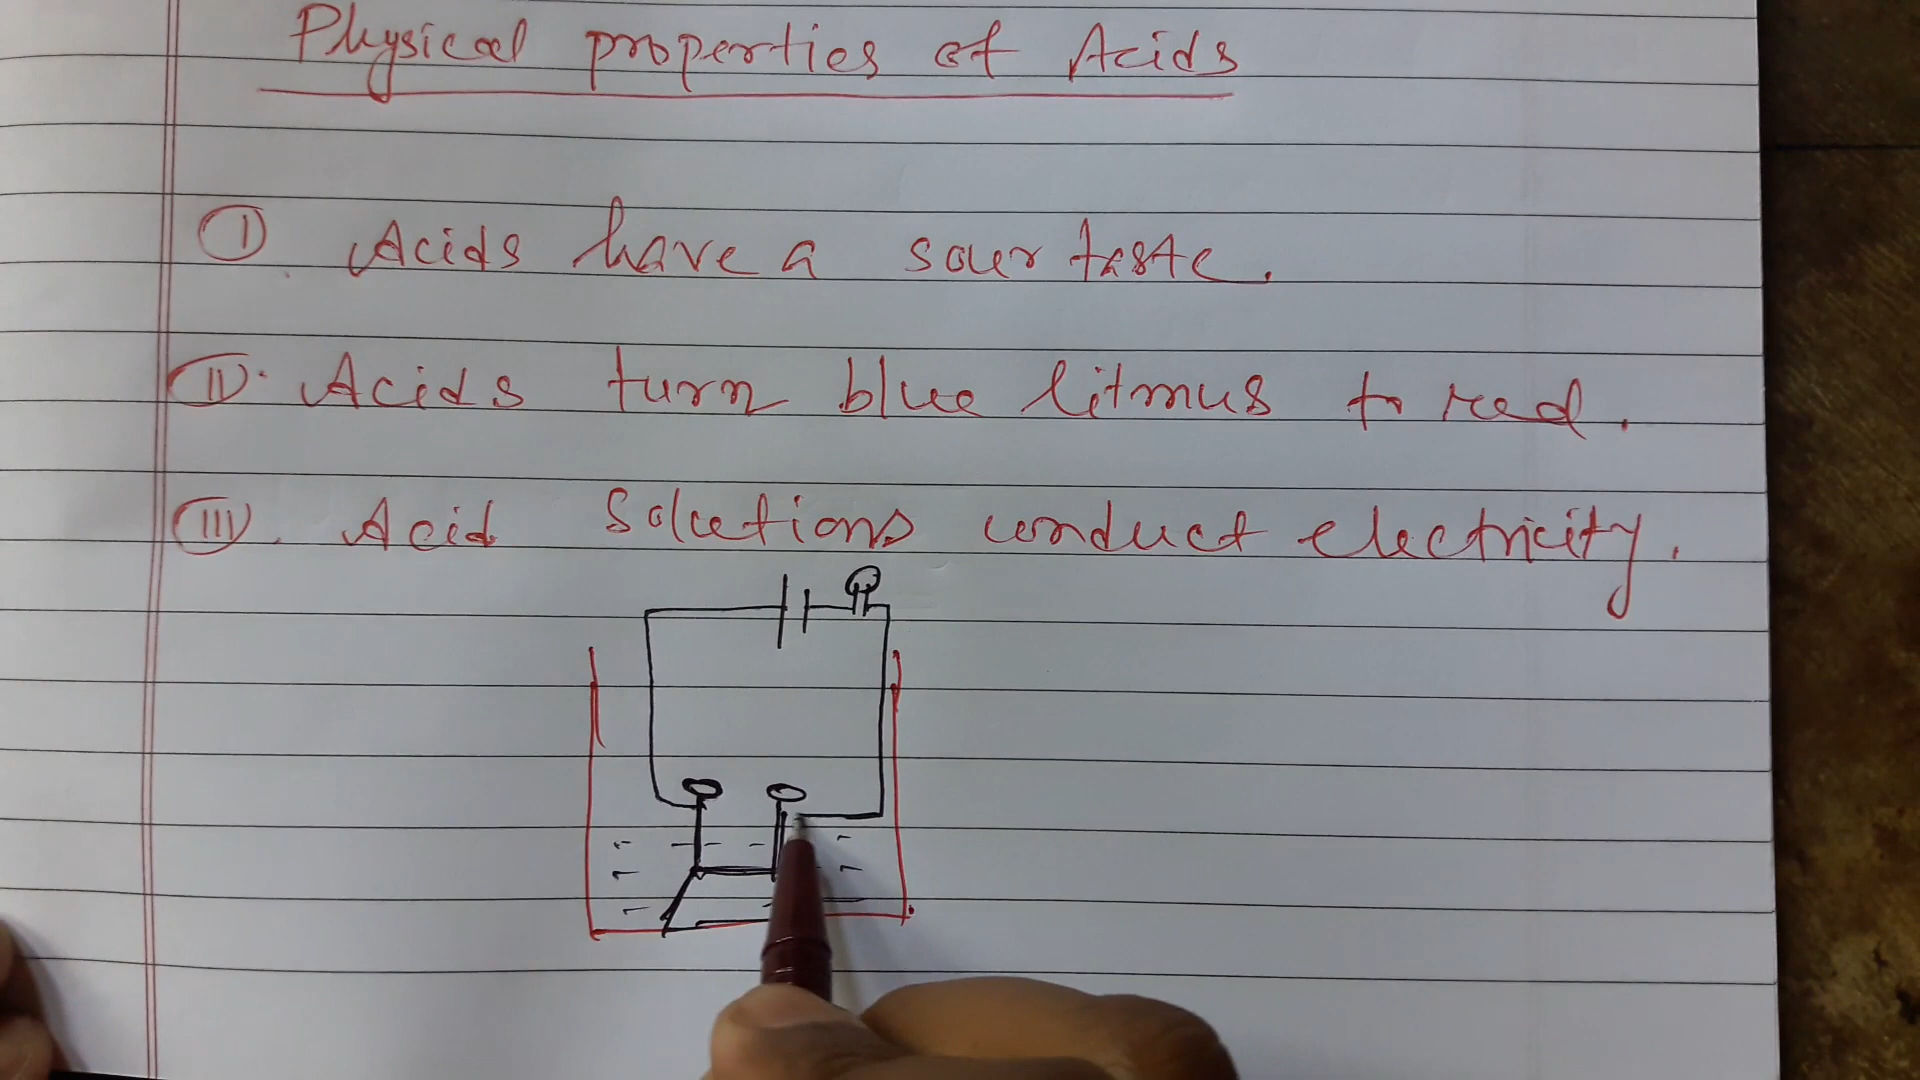 Physical properties of Acids
I Acids have a sour taste.
II. Acids turn blue litmus to red.
III. Acid Solutions conduct electricity.